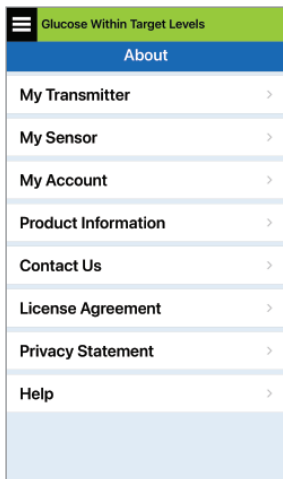 Glucose Within Target Levels
About
My Transmitter
My Sensor
My Account
Product Information
Contact Us
License Agreement
Privacy Statement
Help